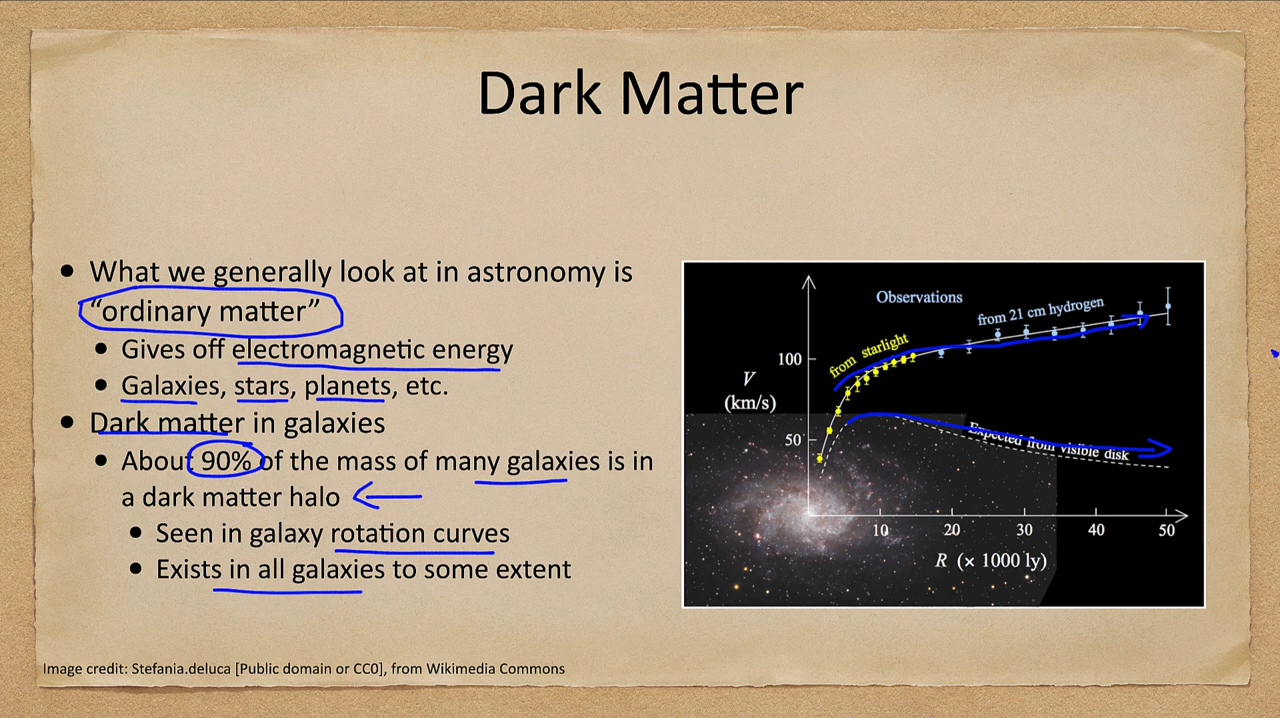 Dark Matter
• What we generally look at in astronomy is
“ordinary matter”
• Gives off electromagnetic energy
• Galaxies, stars, planets, etc.
• Dark matter in galaxies
• About 90% of the mass of many galaxies is in
a dark matter halo
• Seen in galaxy rotation curves
• Exists in all galaxies to some extent
Observations
from 21 cm hydrogen
from starlight
100
V
(km/s)
50
Expected from visible disk
10 20 30 40 50
R (× 1000 ly)
Image credit: Stefania.deluca [Public domain or CC0], from Wikimedia Commons